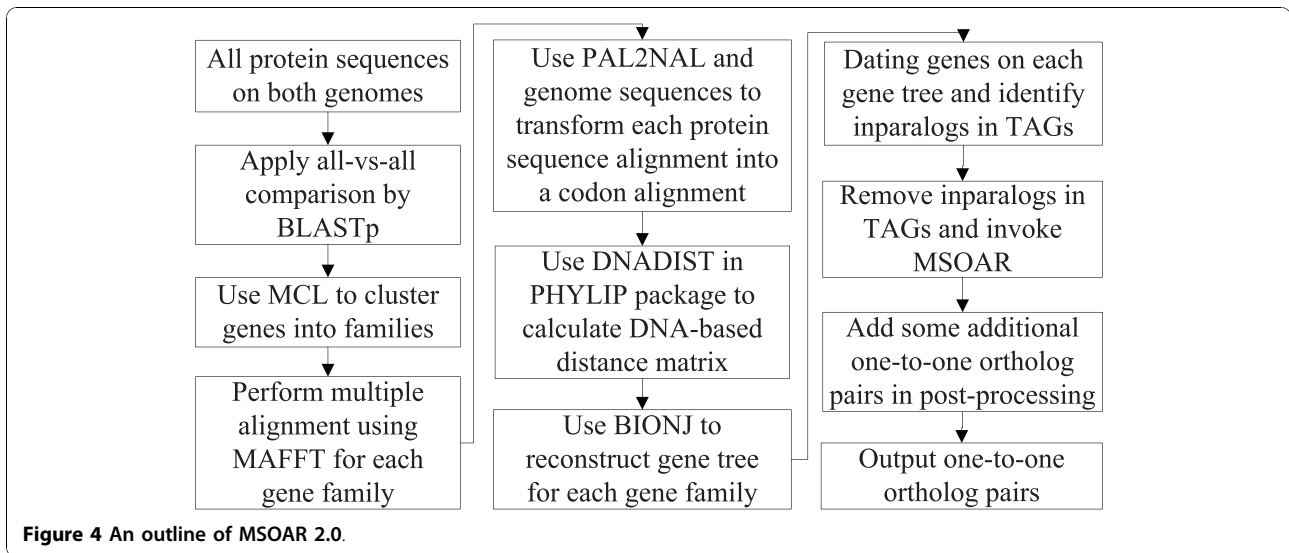 All protein sequences
on both genomes
Apply all-vs-all
comparison by
BLASTp
Use MCL to cluster
genes into families
Perform multiple
alignment using
MAFFT for each
gene family
Use PAL2NAL and
genome sequences to
transform each protein
sequence alignment into
a codon alignment
Use DNADIST in
PHYLIP package to
calculate DNA-based
distance matrix
Use BIONJ to
reconstruct gene tree
for each gene family
Dating genes on each
gene tree and identify
inparalogs in TAGs
Remove inparalogs in
TAGs and invoke
MSOAR
Add some additional
one-to-one ortholog
pairs in post-processing
Output one-to-one
ortholog pairs
Figure 4 An outline of MSOAR 2.0.